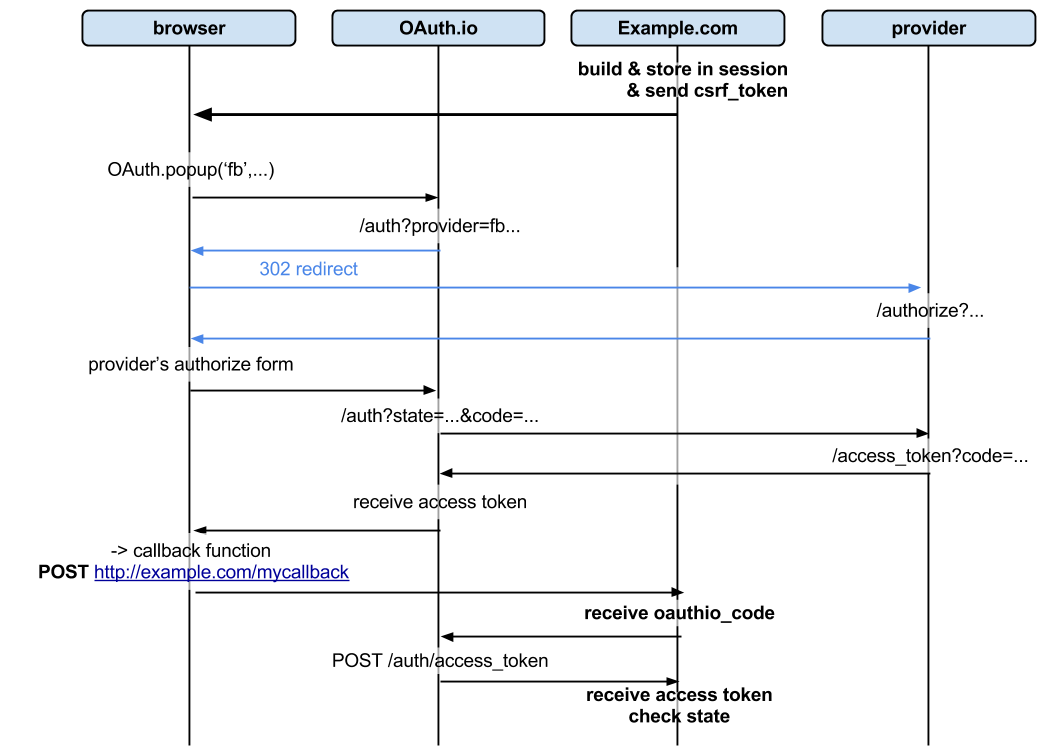 browser
OAuth.io
Example.com
provider
build & store in session
& send csrf_token
OAuth.popup(‘fb’,...)
/auth?provider=fb...
302 redirect
/authorize?...
provider’s authorize form
/auth?state=...&code=...
/access_token?code=...
receive access token
-> callback function
POST http://example.com/mycallback
receive oauthio_code
POST /auth/access_token
receive access token
check state